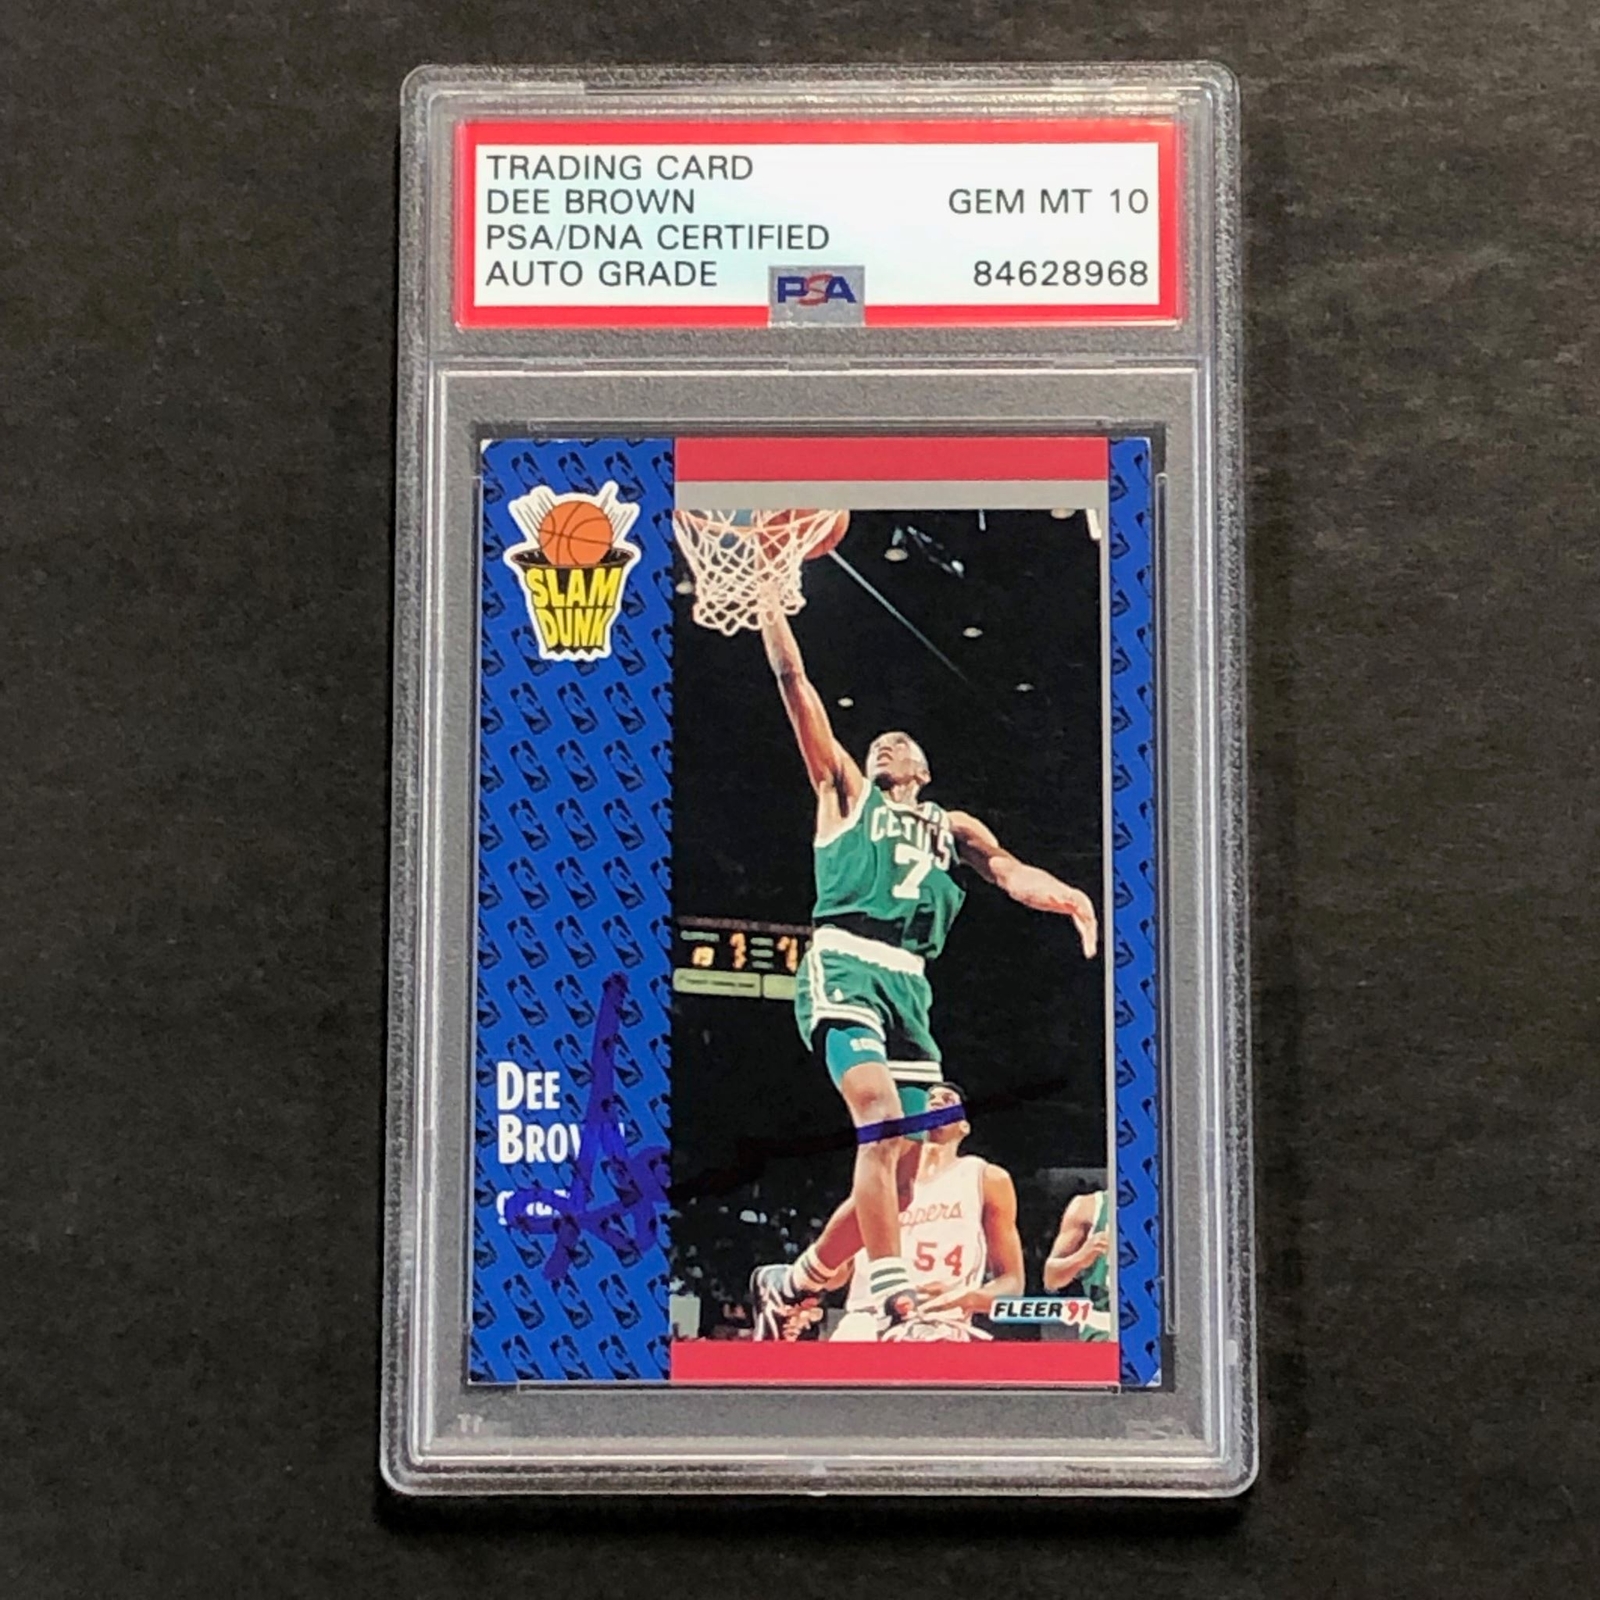 TRADING CARD
DEE BROWN GEM MT 10
PSA/DNA CERTIFIED
AUTO GRADE PSA 84628968
SLAM
DUNK
CELTICS
7
DEE
BROWN
54
FLEER '91